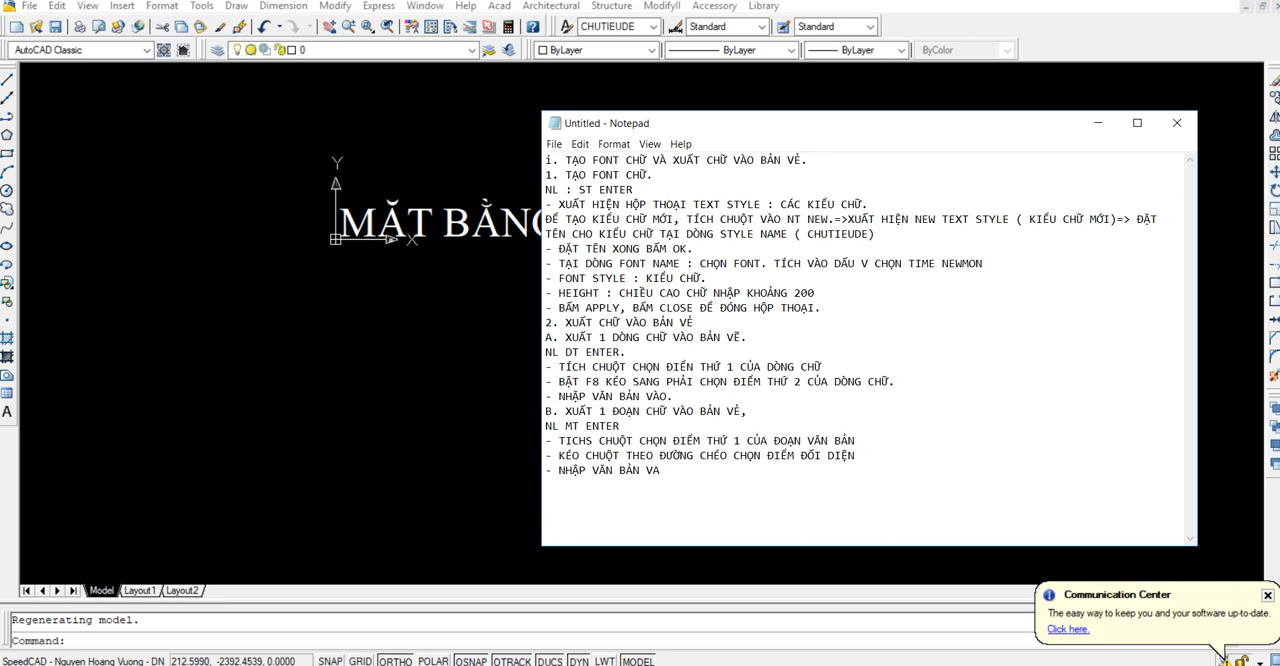 File Edit View Insert Format Tools Draw Dimension Modify Express Window Help Acad Architectural Structure Modifyll Accessory Library
CHUTIEUDE Standard Standard
AutoCAD Classic 0 ByLayer ByLayer ByLayer ByColor
Y
MẶT BẰNG
X
Untitled - Notepad
File Edit Format View Help
i. TẠO FONT CHỮ VÀ XUẤT CHỮ VÀO BẢN VẺ.
1. TẠO FONT CHỮ.
NL : ST ENTER
- XUẤT HIỆN HỘP THOẠI TEXT STYLE : CÁC KIỂU CHỮ.
ĐỂ TẠO KIỂU CHỮ MỚI, TÍCH CHUỘT VÀO NT NEW.=>XUẤT HIỆN NEW TEXT STYLE ( KIỂU CHỮ MỚI)=> ĐẶT
TÊN CHO KIỂU CHỮ TẠI DÒNG STYLE NAME ( CHUTIEUDE)
- ĐẶT TÊN XONG BẤM OK.
- TẠI DÒNG FONT NAME : CHỌN FONT. TÍCH VÀO DẤU V CHỌN TIME NEWMON
- FONT STYLE : KIỂU CHỮ.
- HEIGHT : CHIỀU CAO CHỮ NHẬP KHOẢNG 200
- BẤM APPLY, BẤM CLOSE ĐỂ ĐÓNG HỘP THOẠI.
2. XUẤT CHỮ VÀO BẢN VẺ
A. XUẤT 1 DÒNG CHỮ VÀO BẢN VẼ.
NL DT ENTER.
- TÍCH CHUỘT CHỌN ĐIỂN THỨ 1 CỦA DÒNG CHỮ
- BẬT F8 KÉO SANG PHẢI CHỌN ĐIỂM THỨ 2 CỦA DÒNG CHỮ.
- NHẬP VĂN BẢN VÀO.
B. XUẤT 1 ĐOẠN CHỮ VÀO BẢN VẺ,
NL MT ENTER
- TICHS CHUỘT CHỌN ĐIỂM THỨ 1 CỦA ĐOẠN VĂN BẢN
- KÉO CHUỘT THEO ĐƯỜNG CHÉO CHỌN ĐIỂM ĐỐI DIỆN
- NHẬP VĂN BẢN VA
Model Layout1 Layout2
Communication Center
The easy way to keep you and your software up-to-date.
Click here.
Regenerating model.
Command:
SpeedCAD - Nguyen Hoang Vuong - DN 212.5990, -2392.4539, 0.0000 SNAP GRID ORTHO POLAR OSNAP OTRACK DUCS DYN LWT MODEL